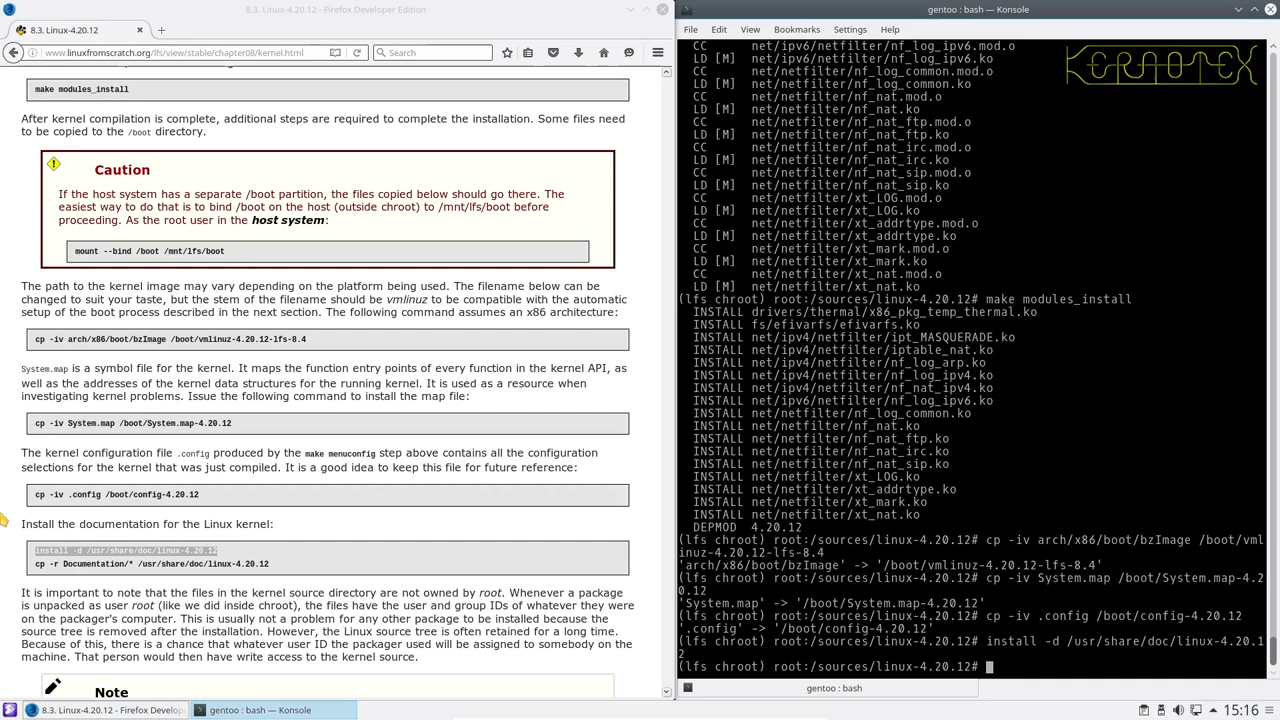 8.3. Linux-4.20.12 - Firefox Developer Edition
8.3. Linux-4.20.12
www.linuxfromscratch.org/lfs/view/stable/chapter08/kernel.html
Search
make modules_install
After kernel compilation is complete, additional steps are required to complete the installation. Some files need
to be copied to the /boot directory.
Caution
If the host system has a separate /boot partition, the files copied below should go there. The
easiest way to do that is to bind /boot on the host (outside chroot) to /mnt/lfs/boot before
proceeding. As the root user in the host system:
mount --bind /boot /mnt/lfs/boot
The path to the kernel image may vary depending on the platform being used. The filename below can be
changed to suit your taste, but the stem of the filename should be vmlinuz to be compatible with the automatic
setup of the boot process described in the next section. The following command assumes an x86 architecture:
cp -iv arch/x86/boot/bzImage /boot/vmlinuz-4.20.12-lfs-8.4
System.map is a symbol file for the kernel. It maps the function entry points of every function in the kernel API, as
well as the addresses of the kernel data structures for the running kernel. It is used as a resource when
investigating kernel problems. Issue the following command to install the map file:
cp -iv System.map /boot/System.map-4.20.12
The kernel configuration file .config produced by the make menuconfig step above contains all the configuration
selections for the kernel that was just compiled. It is a good idea to keep this file for future reference:
cp -iv .config /boot/config-4.20.12
Install the documentation for the Linux kernel:
install -d /usr/share/doc/linux-4.20.12
cp -r Documentation/* /usr/share/doc/linux-4.20.12
It is important to note that the files in the kernel source directory are not owned by root. Whenever a package
is unpacked as user root (like we did inside chroot), the files have the user and group IDs of whatever they were
on the packager's computer. This is usually not a problem for any other package to be installed because the
source tree is removed after the installation. However, the Linux source tree is often retained for a long time.
Because of this, there is a chance that whatever user ID the packager used will be assigned to somebody on the
machine. That person would then have write access to the kernel source.
Note
gentoo : bash — Konsole
File Edit View Bookmarks Settings Help
KERNOTEX
CC net/ipv6/netfilter/nf_log_ipv6.mod.o
LD [M] net/ipv6/netfilter/nf_log_ipv6.ko
CC net/netfilter/nf_log_common.mod.o
LD [M] net/netfilter/nf_log_common.ko
CC net/netfilter/nf_nat.mod.o
LD [M] net/netfilter/nf_nat.ko
CC net/netfilter/nf_nat_ftp.mod.o
LD [M] net/netfilter/nf_nat_ftp.ko
CC net/netfilter/nf_nat_irc.mod.o
LD [M] net/netfilter/nf_nat_irc.ko
CC net/netfilter/nf_nat_sip.mod.o
LD [M] net/netfilter/nf_nat_sip.ko
CC net/netfilter/xt_LOG.mod.o
LD [M] net/netfilter/xt_LOG.ko
CC net/netfilter/xt_addrtype.mod.o
LD [M] net/netfilter/xt_addrtype.ko
CC net/netfilter/xt_mark.mod.o
LD [M] net/netfilter/xt_mark.ko
CC net/netfilter/xt_nat.mod.o
LD [M] net/netfilter/xt_nat.ko
(lfs chroot) root:/sources/linux-4.20.12# make modules_install
INSTALL drivers/thermal/x86_pkg_temp_thermal.ko
INSTALL fs/efivarfs/efivarfs.ko
INSTALL net/ipv4/netfilter/ipt_MASQUERADE.ko
INSTALL net/ipv4/netfilter/iptable_nat.ko
INSTALL net/ipv4/netfilter/nf_log_arp.ko
INSTALL net/ipv4/netfilter/nf_log_ipv4.ko
INSTALL net/ipv4/netfilter/nf_nat_ipv4.ko
INSTALL net/ipv6/netfilter/nf_log_ipv6.ko
INSTALL net/netfilter/nf_log_common.ko
INSTALL net/netfilter/nf_nat.ko
INSTALL net/netfilter/nf_nat_ftp.ko
INSTALL net/netfilter/nf_nat_irc.ko
INSTALL net/netfilter/nf_nat_sip.ko
INSTALL net/netfilter/xt_LOG.ko
INSTALL net/netfilter/xt_addrtype.ko
INSTALL net/netfilter/xt_mark.ko
INSTALL net/netfilter/xt_nat.ko
DEPMOD 4.20.12
(lfs chroot) root:/sources/linux-4.20.12# cp -iv arch/x86/boot/bzImage /boot/vml
inuz-4.20.12-lfs-8.4
'arch/x86/boot/bzImage' -> '/boot/vmlinuz-4.20.12-lfs-8.4'
(lfs chroot) root:/sources/linux-4.20.12# cp -iv System.map /boot/System.map-4.2
0.12
'System.map' -> '/boot/System.map-4.20.12'
(lfs chroot) root:/sources/linux-4.20.12# cp -iv .config /boot/config-4.20.12
'.config' -> '/boot/config-4.20.12'
(lfs chroot) root:/sources/linux-4.20.12# install -d /usr/share/doc/linux-4.20.1
2
(lfs chroot) root:/sources/linux-4.20.12#
gentoo : bash
8.3. Linux-4.20.12 - Firefox Develop
gentoo : bash — Konsole
15:16